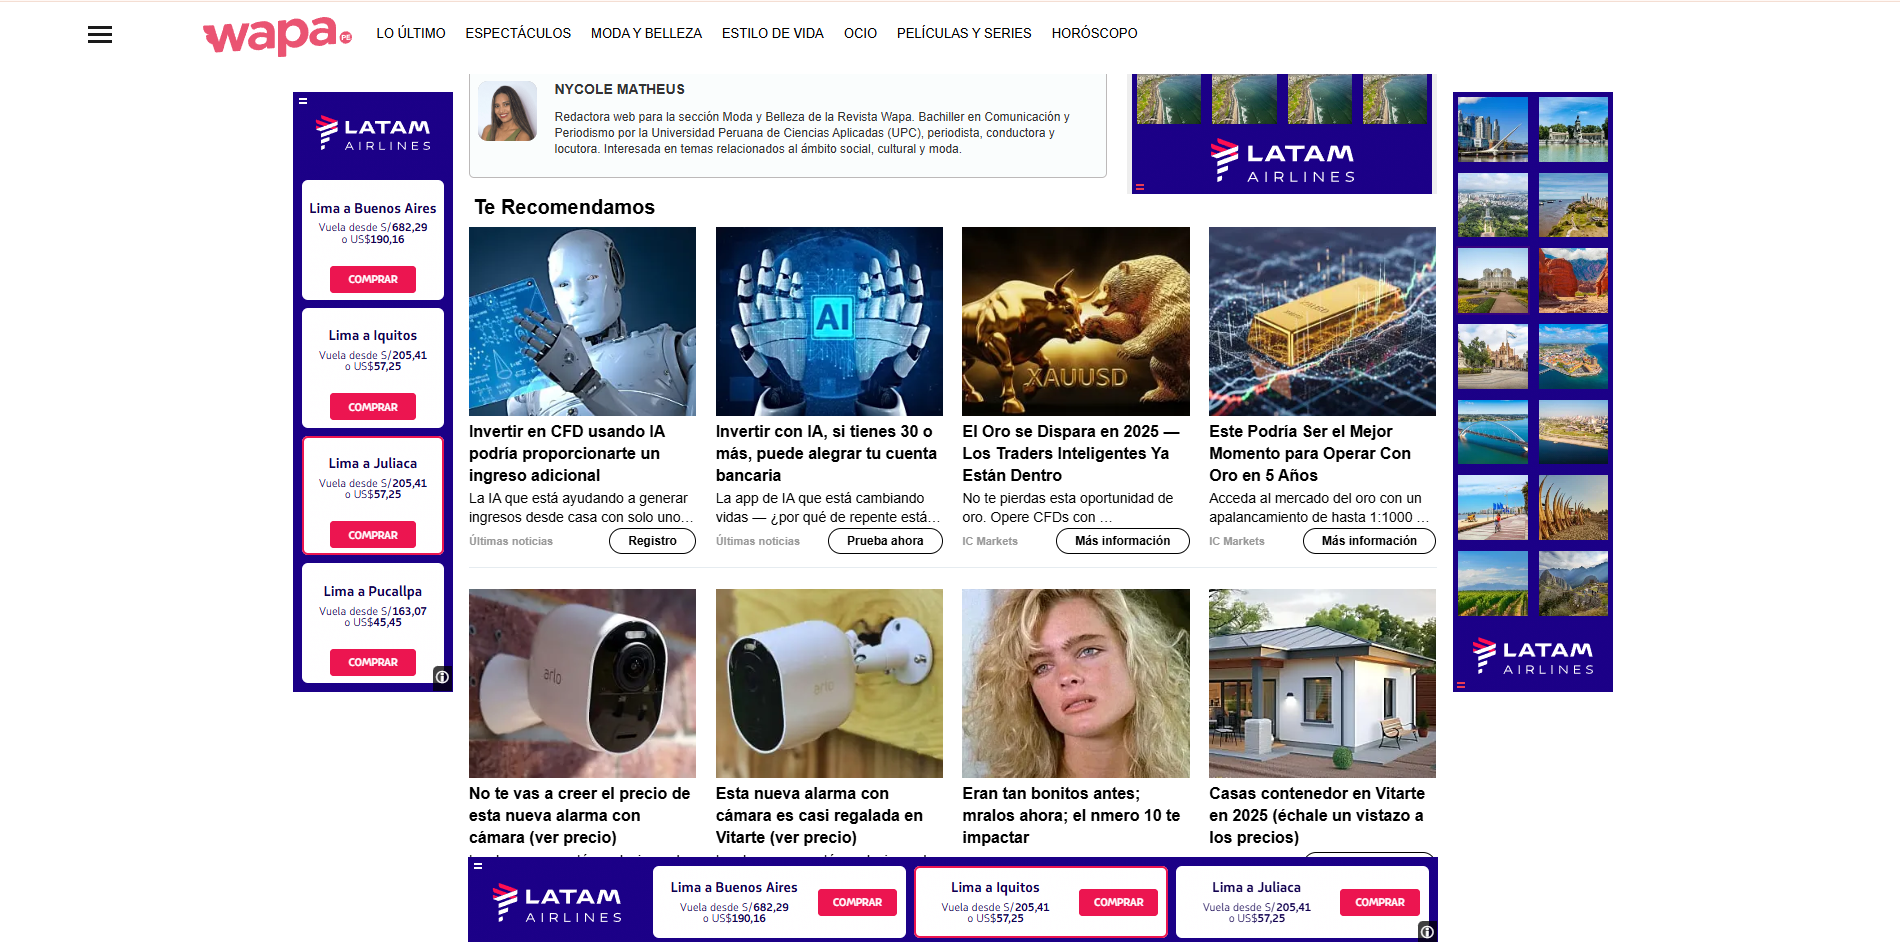 wapa PE
LO ÚLTIMO ESPECTÁCULOS MODA Y BELLEZA ESTILO DE VIDA OCIO PELÍCULAS Y SERIES HORÓSCOPO
NYCOLE MATHEUS
Redactora web para la sección Moda y Belleza de la Revista Wapa. Bachiller en Comunicación y
Periodismo por la Universidad Peruana de Ciencias Aplicadas (UPC), periodista, conductora y
locutora. Interesada en temas relacionados al ámbito social, cultural y moda.
LATAM
AIRLINES
Lima a Buenos Aires
Vuela desde S/682,29
o US$190,16
COMPRAR
Lima a Iquitos
Vuela desde S/205,41
o US$57,25
COMPRAR
Lima a Juliaca
Vuela desde S/205,41
o US$57,25
COMPRAR
Lima a Pucallpa
Vuela desde S/163,07
o US$45,45
COMPRAR
LATAM
AIRLINES
Te Recomendamos
AI
XAUUSD
Invertir en CFD usando IA
podría proporcionarte un
ingreso adicional
La IA que está ayudando a generar
ingresos desde casa con solo uno...
Últimas noticias
Registro
Invertir con IA, si tienes 30 o
más, puede alegrar tu cuenta
bancaria
La app de IA que está cambiando
vidas — ¿por qué de repente está...
Últimas noticias
Prueba ahora
El Oro se Dispara en 2025 —
Los Traders Inteligentes Ya
Están Dentro
No te pierdas esta oportunidad de
oro. Opere CFDs con ...
IC Markets
Más información
Este Podría Ser el Mejor
Momento para Operar Con
Oro en 5 Años
Acceda al mercado del oro con un
apalancamiento de hasta 1:1000 ...
IC Markets
Más información
arlo
arlo
No te vas a creer el precio de
esta nueva alarma con
cámara (ver precio)
Esta nueva alarma con
cámara es casi regalada en
Vitarte (ver precio)
Eran tan bonitos antes;
mralos ahora; el nmero 10 te
impactar
Casas contenedor en Vitarte
en 2025 (échale un vistazo a
los precios)
LATAM
AIRLINES
LATAM
AIRLINES
Lima a Buenos Aires
Vuela desde S/682,29
o US$190,16
COMPRAR
Lima a Iquitos
Vuela desde S/205,41
o US$57,25
COMPRAR
Lima a Juliaca
Vuela desde S/205,41
o US$57,25
COMPRAR